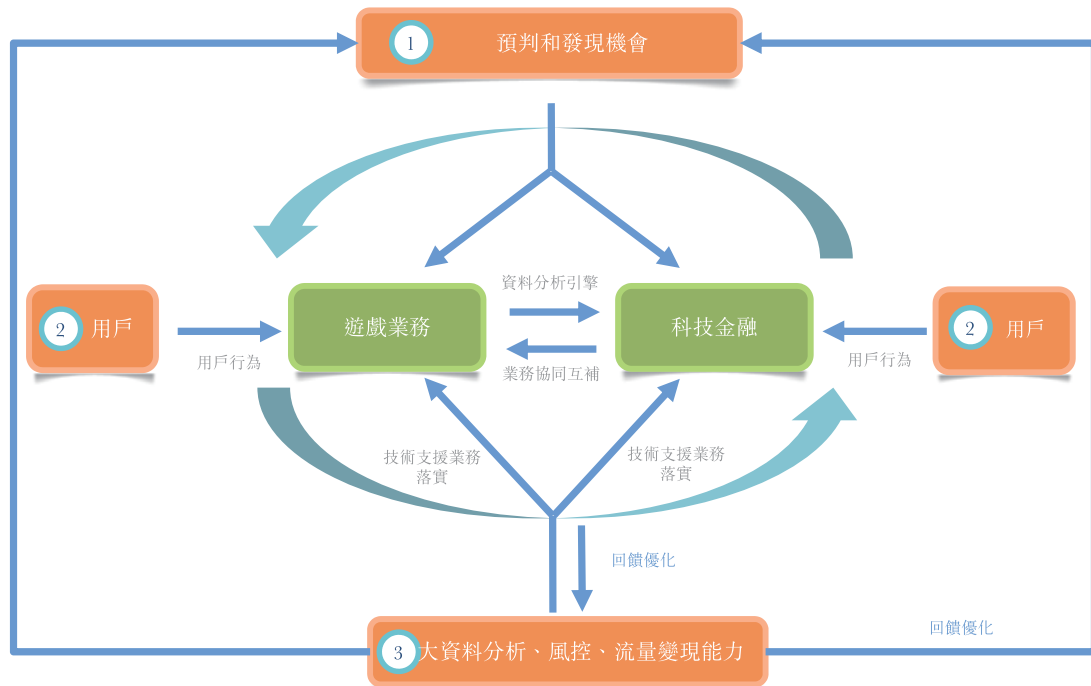 1 預判和發現機會
資料分析引擎
2 用戶
遊戲業務
科技金融
2 用戶
用戶行為
業務協同互補
用戶行為
技術支援業務
落實
技術支援業務
落實
回饋優化
回饋優化
3 大資料分析、風控、流量變現能力